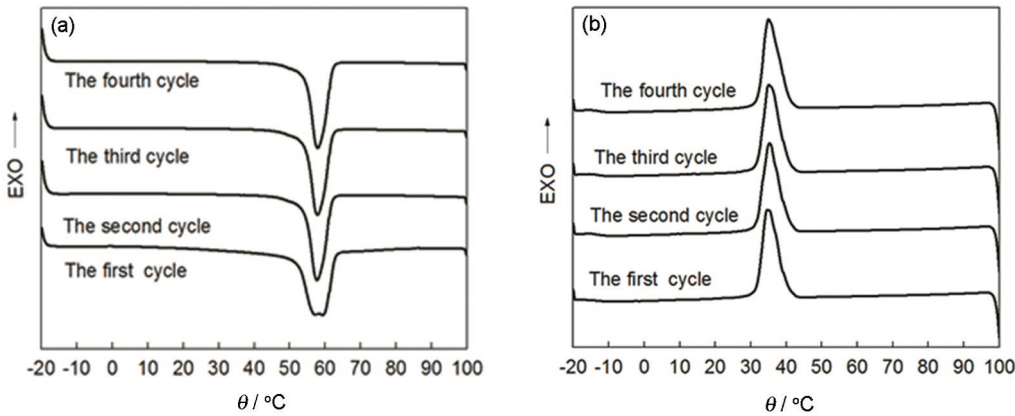 (a)
The fourth cycle
The third cycle
The second cycle
The first cycle
EXO
-20 -10 0 10 20 30 40 50 60 70 80 90 100
θ / °C
(b)
The fourth cycle
The third cycle
The second cycle
The first cycle
EXO
-20 -10 0 10 20 30 40 50 60 70 80 90 100
θ / °C